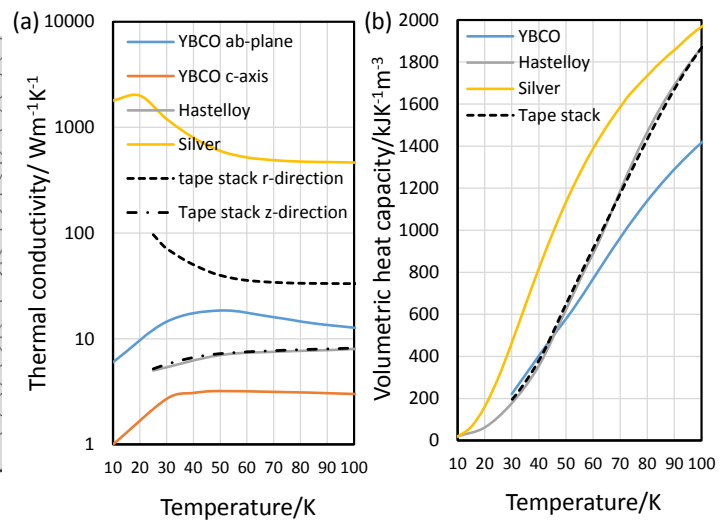 (a)
10000
1000
100
10
1
Thermal conductivity/ Wm-1K-1
YBCO ab-plane
YBCO c-axis
Hastelloy
Silver
tape stack r-direction
Tape stack z-direction
10 20 30 40 50 60 70 80 90 100
Temperature/K
(b)
2000
1800
1600
1400
1200
1000
800
600
400
200
0
Volumetric heat capacity/kJK-1m-3
YBCO
Hastelloy
Silver
Tape stack
10 20 30 40 50 60 70 80 90 100
Temperature/K